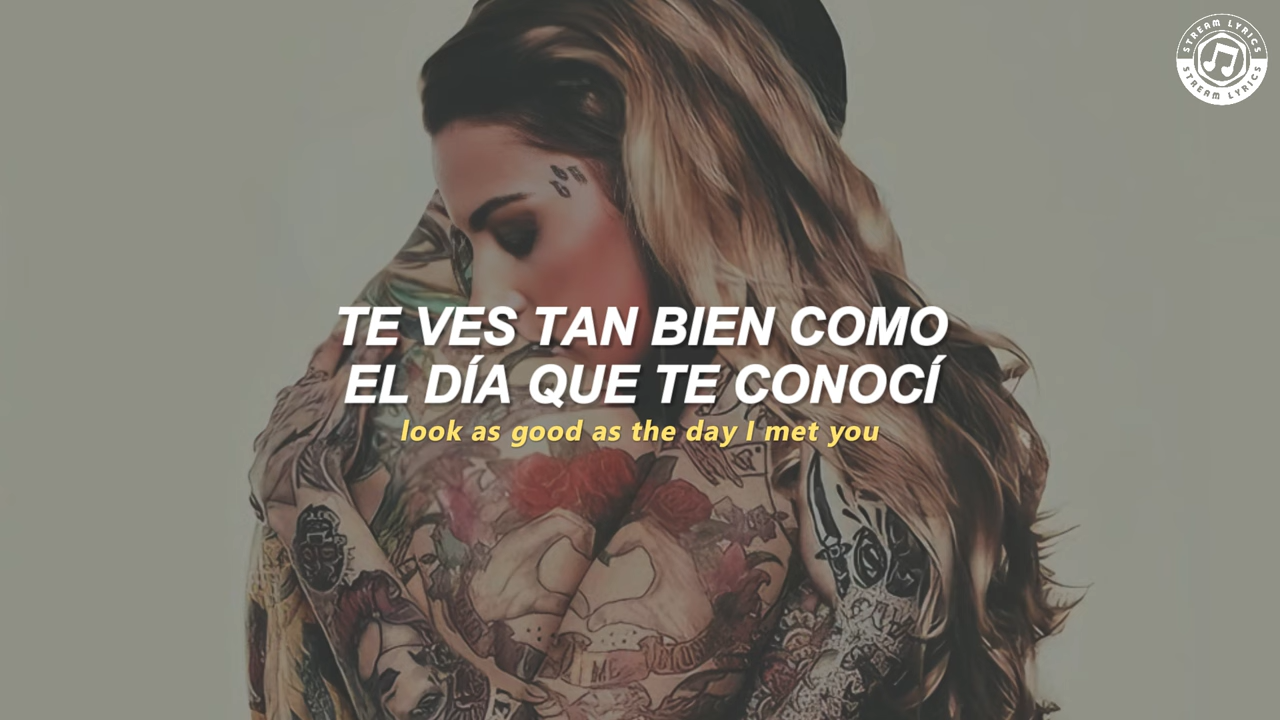 STREAM LYRICS
STREAM LYRICS
TE VES TAN BIEN COMO
EL DÍA QUE TE CONOCÍ
look as good as the day I met you